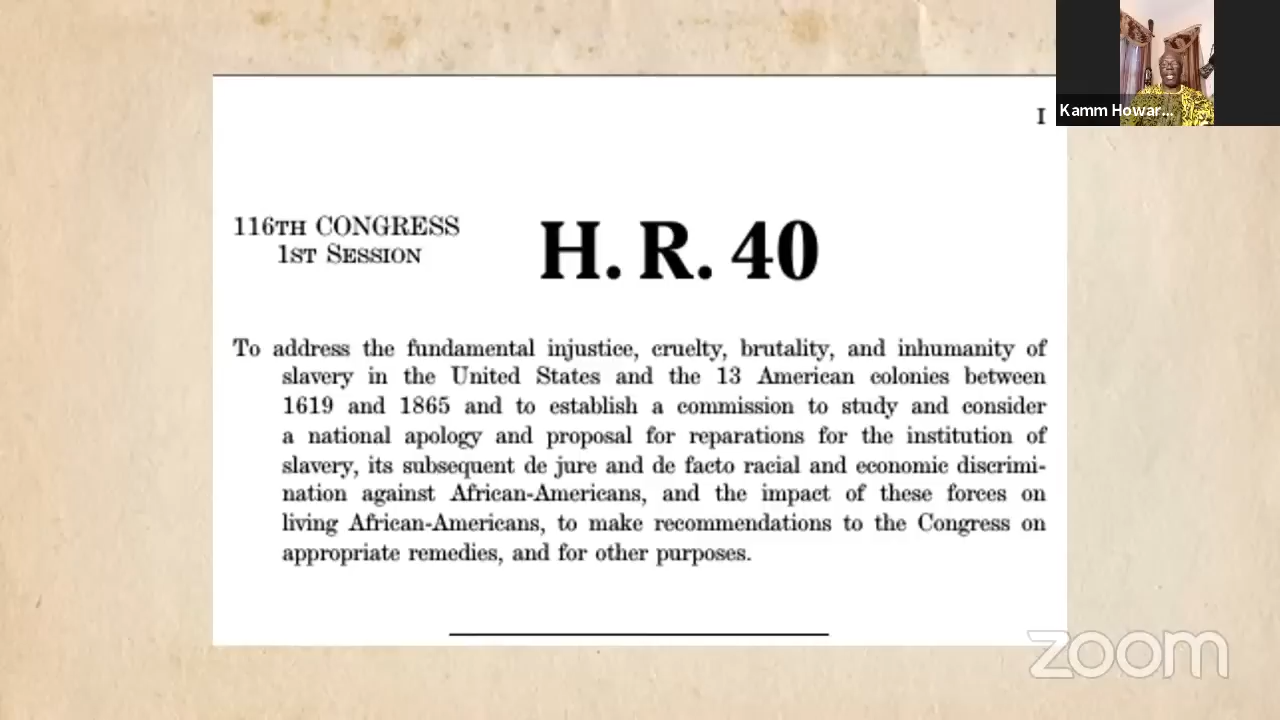 Kamm Howar...
I
116TH CONGRESS
1ST SESSION
H. R. 40
To address the fundamental injustice, cruelty, brutality, and inhumanity of
slavery in the United States and the 13 American colonies between
1619 and 1865 and to establish a commission to study and consider
a national apology and proposal for reparations for the institution of
slavery, its subsequent de jure and de facto racial and economic discrimi-
nation against African-Americans, and the impact of these forces on
living African-Americans, to make recommendations to the Congress on
appropriate remedies, and for other purposes.
zoom